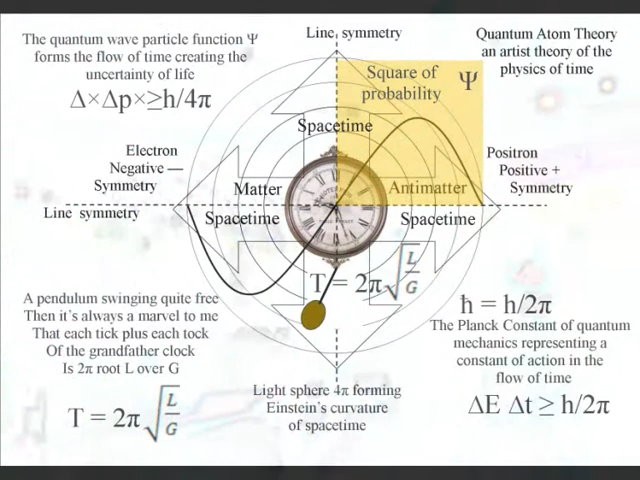 The quantum wave particle function Ψ
forms the flow of time creating the
uncertainty of life
Δ×Δp×≥h/4π
Line symmetry
Quantum Atom Theory
an artist theory of the
physics of time
Square of
probability
Ψ
Spacetime
Electron
Negative —
Symmetry
Line symmetry
Matter
Spacetime
Antimatter
Spacetime
Positron
Positive +
Symmetry
T = 2π√L/G
A pendulum swinging quite free
Then it's always a marvel to me
That each tick plus each tock
Of the grandfather clock
Is 2π root L over G
T = 2π√L/G
Light sphere 4π forming
Einstein's curvature
of spacetime
ħ = h/2π
The Planck Constant of quantum
mechanics representing a
constant of action in the
flow of time
ΔE Δt ≥ h/2π